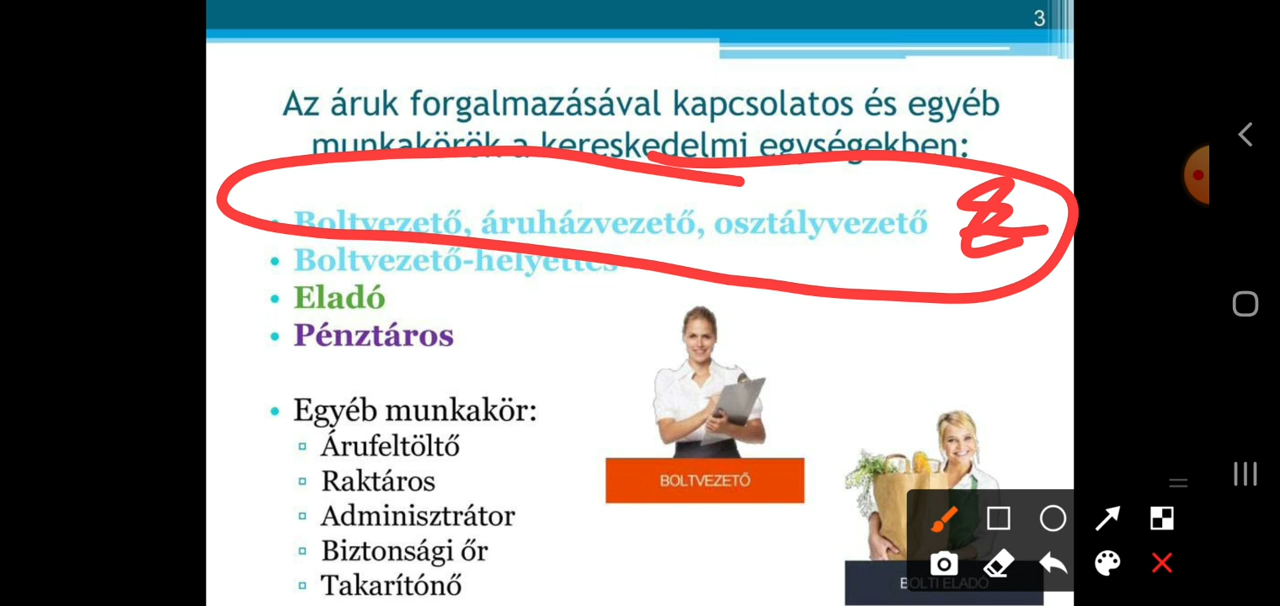 3
Az áruk forgalmazásával kapcsolatos és egyéb
munkakörök a kereskedelmi egységekben:
• Boltvezető, áruházvezető, osztályvezető
• Boltvezető-helyettes
• Eladó
• Pénztáros
• Egyéb munkakör:
▫ Árufeltöltő
▫ Raktáros
▫ Adminisztrátor
▫ Biztonsági őr
▫ Takarítónő
BOLTVEZETŐ
BOLTI ELADÓ